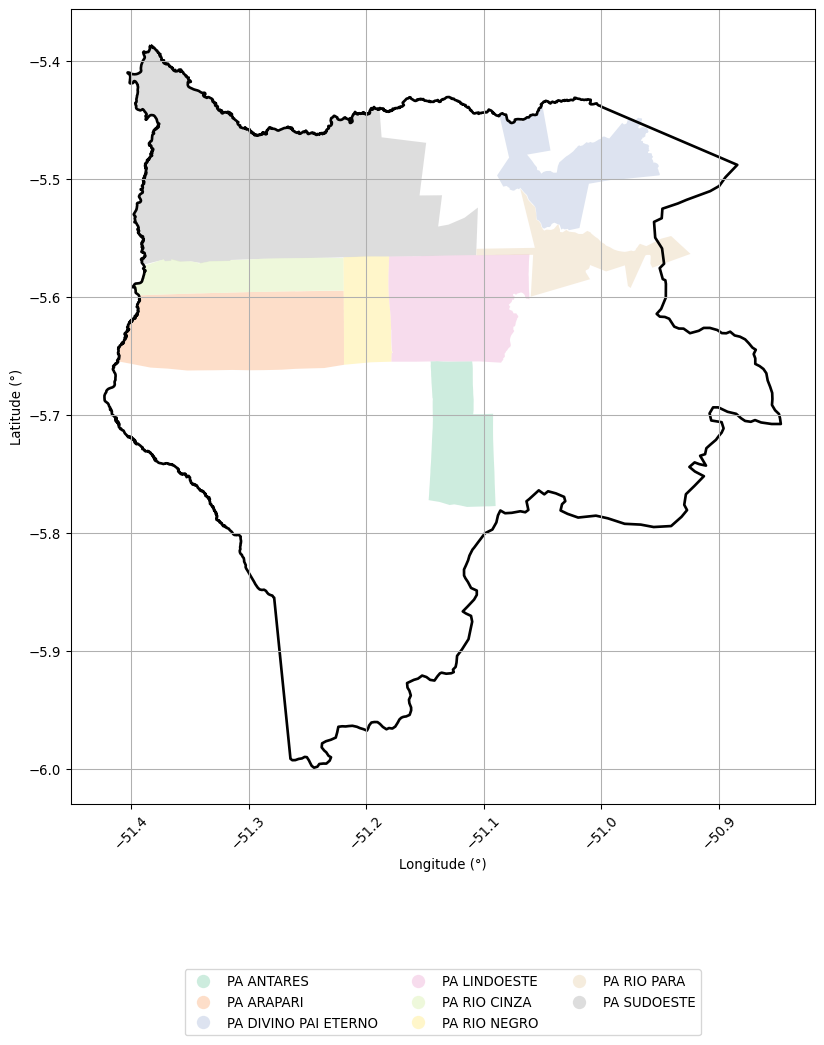 −5.4
−5.5
−5.6
−5.7
−5.8
−5.9
−6.0
Latitude (°)
−51.4
−51.3
−51.2
−51.1
−51.0
−50.9
Longitude (°)
PA ANTARES
PA ARAPARI
PA DIVINO PAI ETERNO
PA LINDOESTE
PA RIO CINZA
PA RIO NEGRO
PA RIO PARA
PA SUDOESTE